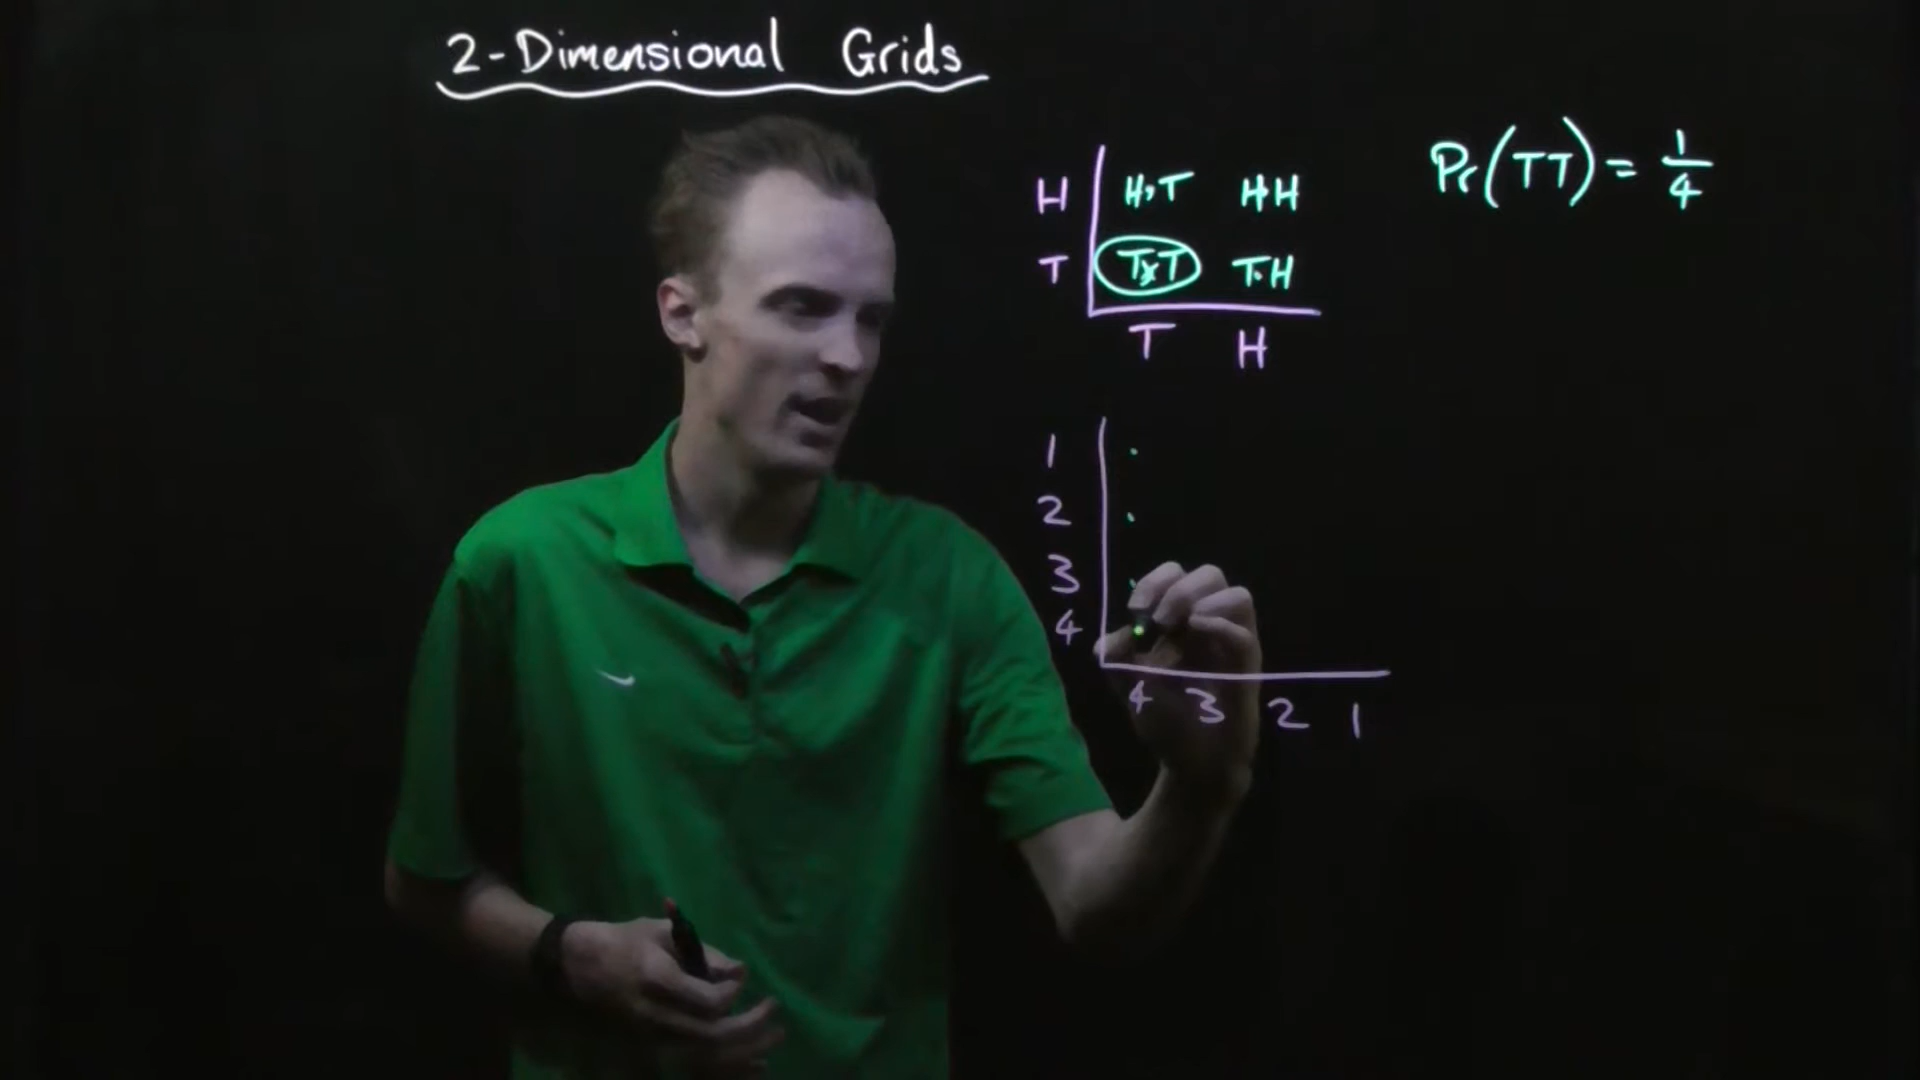 2-Dimensional Grids
H H,T H,H
T T,T T,H
T H
Pr(TT) = 1/4
1
2
3
4
4 3 2 1